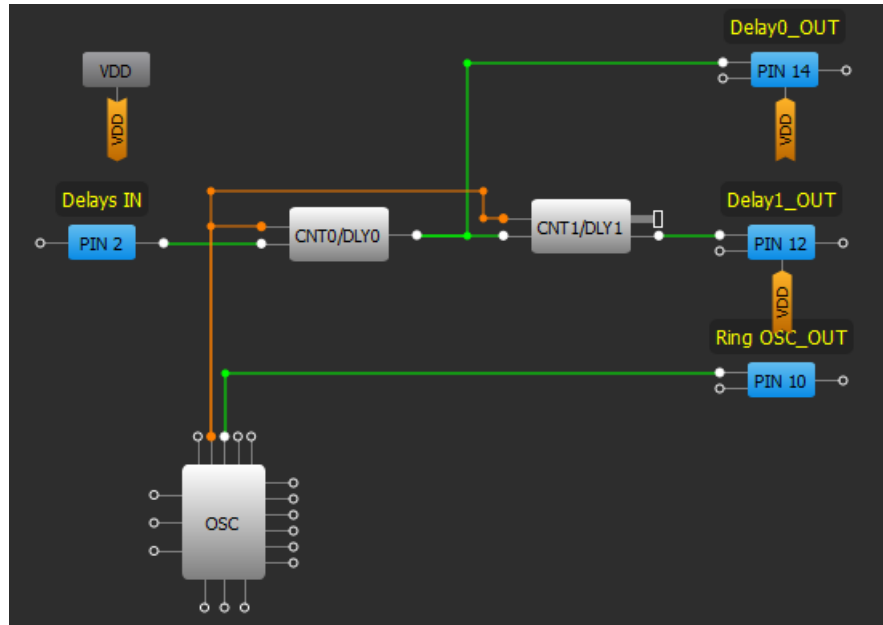 Delay0_OUT
VDD
PIN 14
VDD
VDD
Delays IN
Delay1_OUT
PIN 2
CNT0/DLY0
CNT1/DLY1
PIN 12
VDD
Ring OSC_OUT
PIN 10
OSC